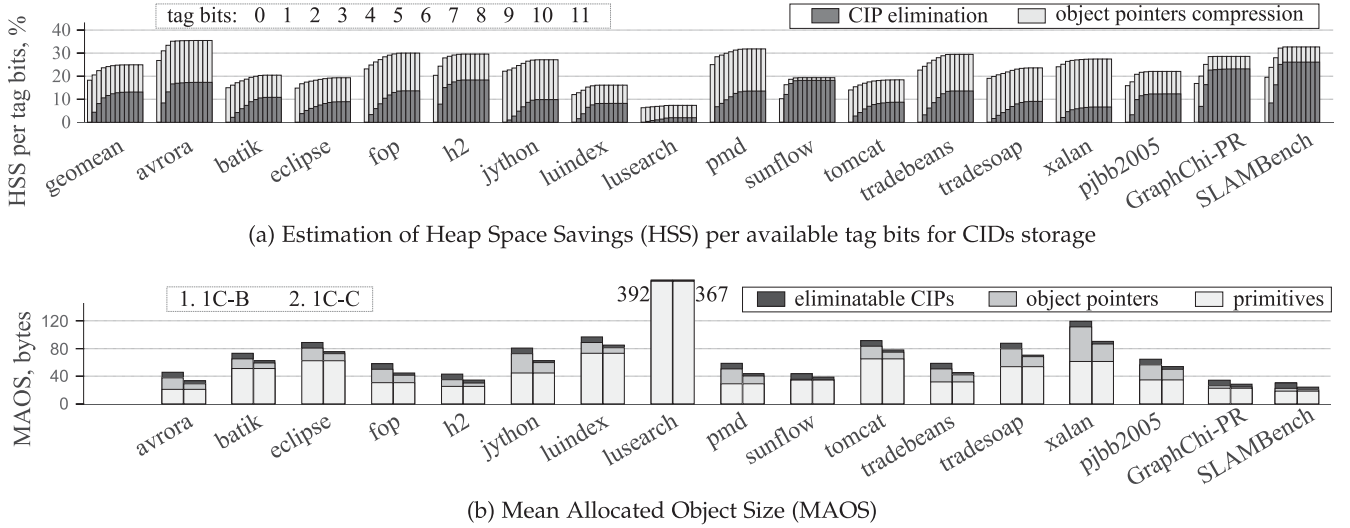 tag bits: 0 1 2 3 4 5 6 7 8 9 10 11
CIP elimination object pointers compression
HSS per tag bits, %
40
30
20
10
0
geomean avrora batik eclipse fop h2 jython luindex lusearch pmd sunflow tomcat tradebeans tradesoap xalan pjbb2005 GraphChi-PR SLAMBench
(a) Estimation of Heap Space Savings (HSS) per available tag bits for CIDs storage
1. 1C-B 2. 1C-C
392 367
eliminatable CIPs object pointers primitives
MAOS, bytes
120
80
40
0
avrora batik eclipse fop h2 jython luindex lusearch pmd sunflow tomcat tradebeans tradesoap xalan pjbb2005 GraphChi-PR SLAMBench
(b) Mean Allocated Object Size (MAOS)